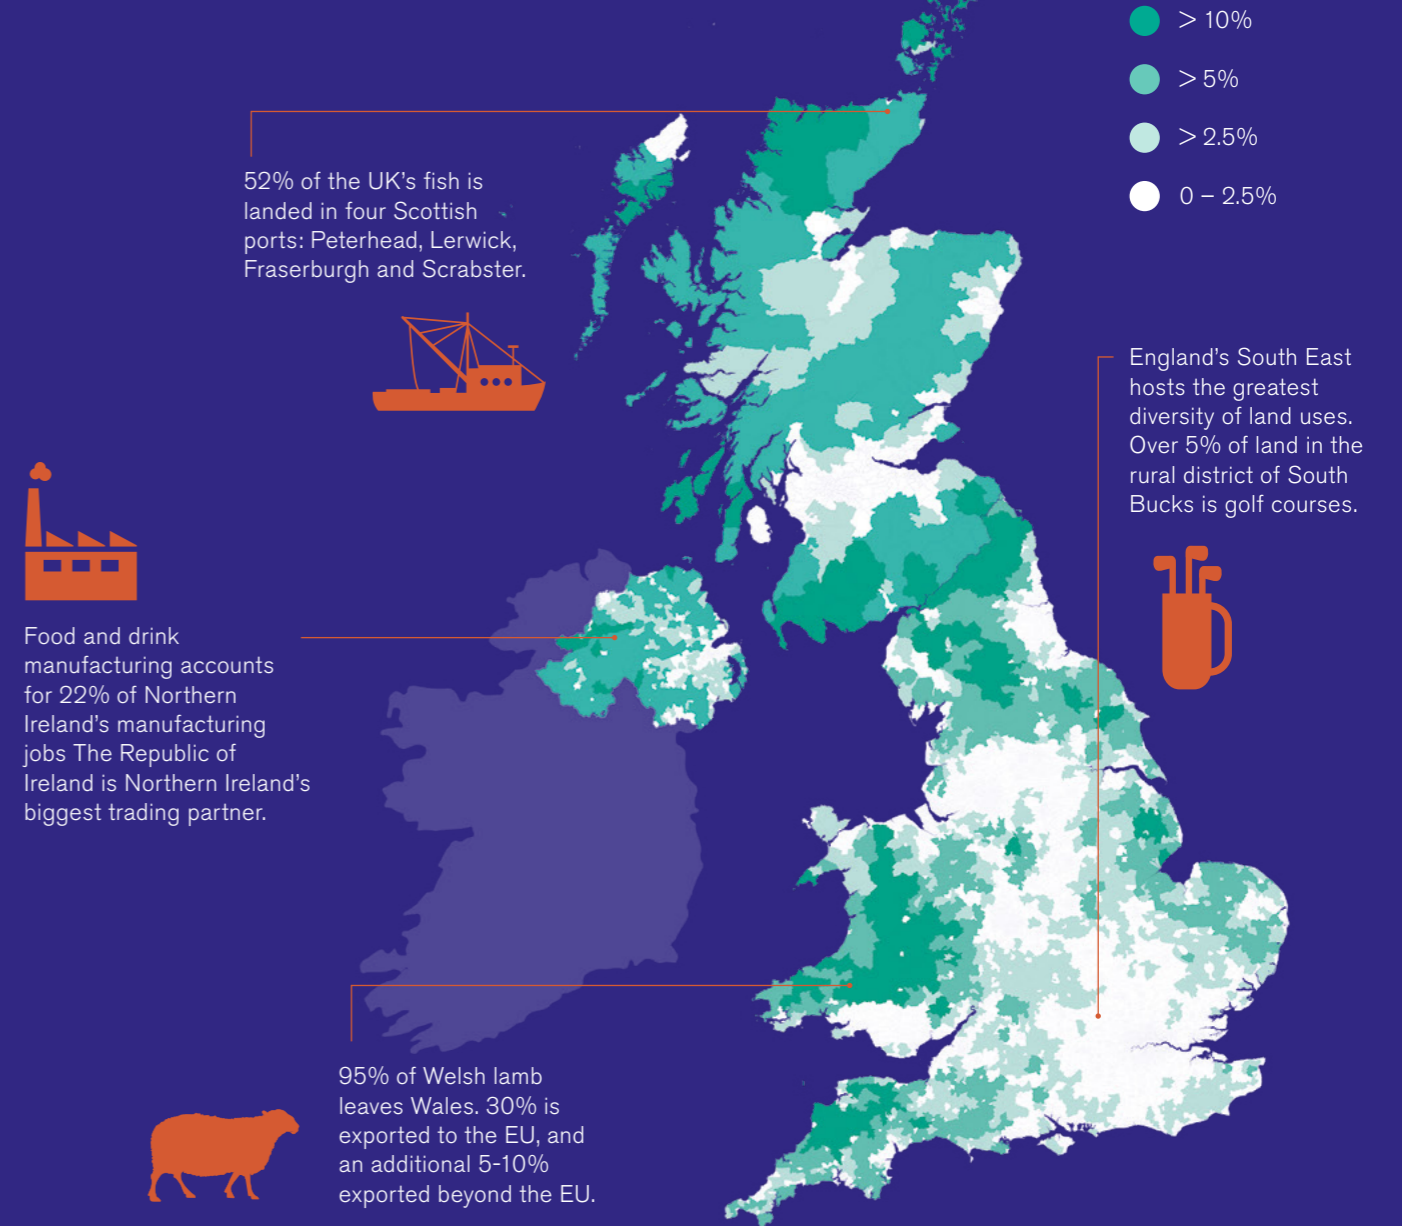 > 10%
> 5%
> 2.5%
0 – 2.5%
52% of the UK's fish is
landed in four Scottish
ports: Peterhead, Lerwick,
Fraserburgh and Scrabster.
England's South East
hosts the greatest
diversity of land uses.
Over 5% of land in the
rural district of South
Bucks is golf courses.
Food and drink
manufacturing accounts
for 22% of Northern
Ireland's manufacturing
jobs The Republic of
Ireland is Northern Ireland's
biggest trading partner.
95% of Welsh lamb
leaves Wales. 30% is
exported to the EU, and
an additional 5-10%
exported beyond the EU.